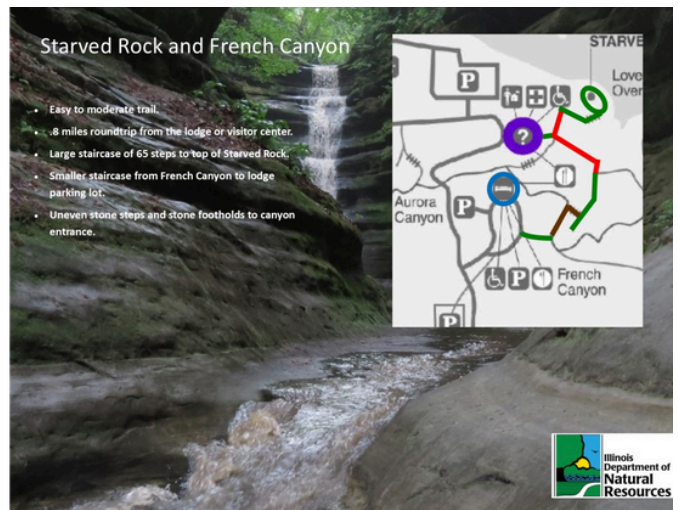 Starved Rock and French Canyon
Easy to moderate trail.
.8 miles roundtrip from the lodge or visitor center.
Large staircase of 65 steps to top of Starved Rock.
Smaller staircase from French Canyon to lodge
parking lot.
Uneven stone steps and stone footholds to canyon
entrance.
STARVE
Love
Over
P
?
Aurora
Canyon
P
P
French
Canyon
P
Illinois
Department of
Natural
Resources